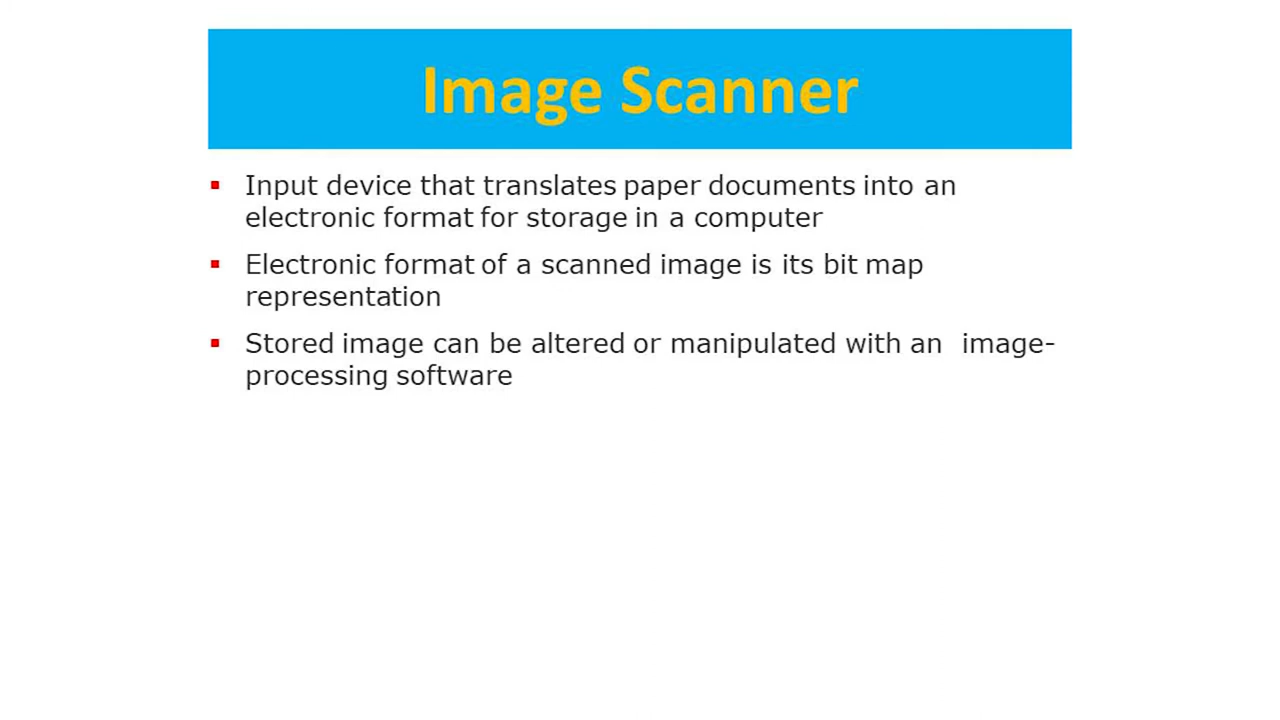 Image Scanner
Input device that translates paper documents into an
electronic format for storage in a computer
Electronic format of a scanned image is its bit map
representation
Stored image can be altered or manipulated with an  image-
processing software